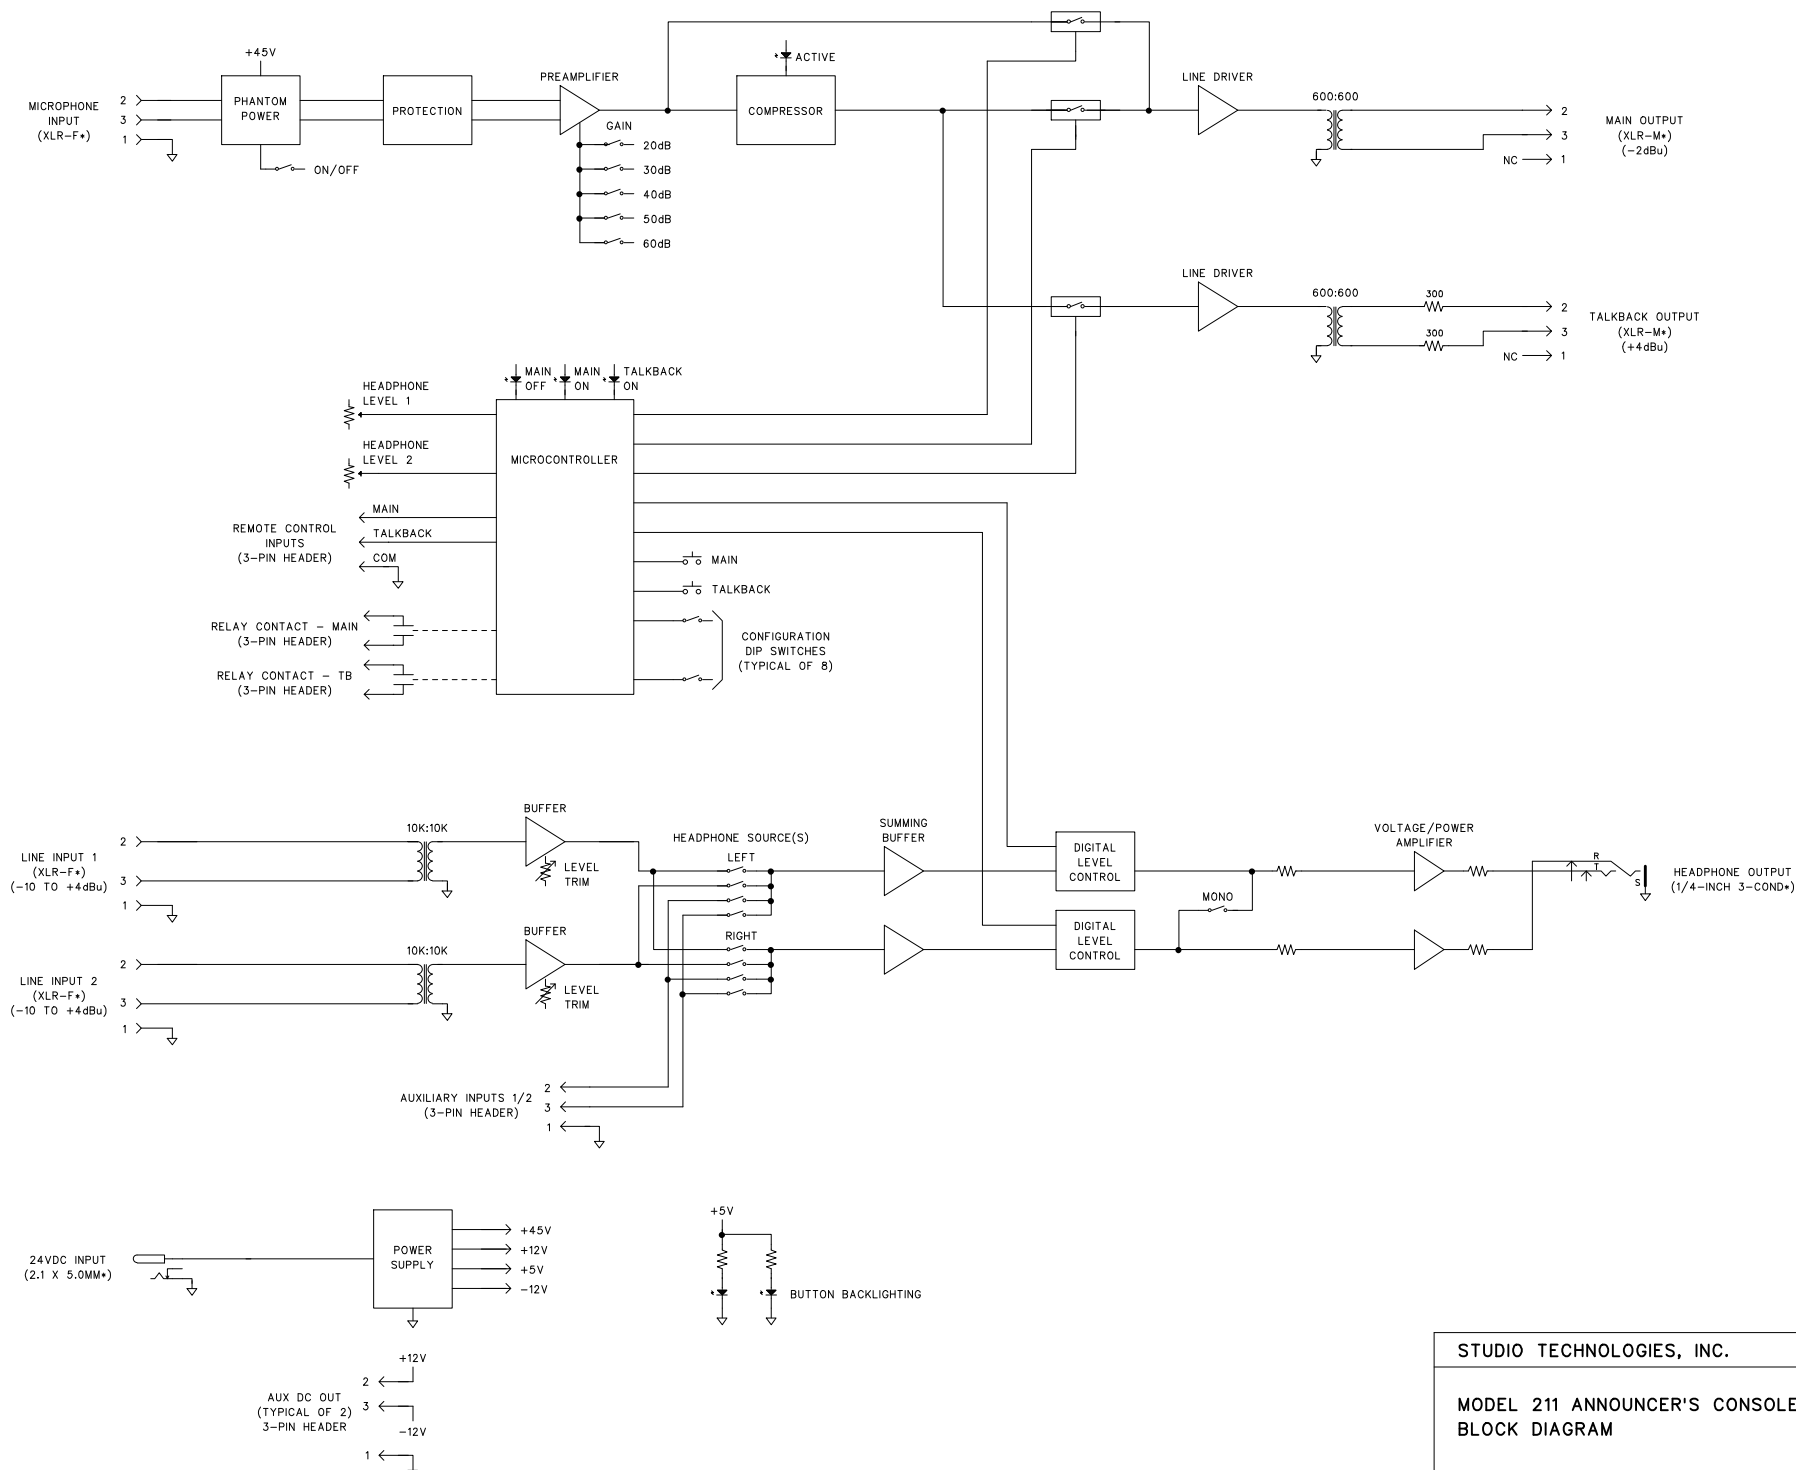 +45V
MICROPHONE
INPUT
(XLR-F*)
2
3
1
PHANTOM
POWER
ON/OFF
PROTECTION
PREAMPLIFIER
GAIN
20dB
30dB
40dB
50dB
60dB
ACTIVE
COMPRESSOR
LINE DRIVER
600:600
2
3
NC
1
MAIN OUTPUT
(XLR-M*)
(-2dBu)
LINE DRIVER
600:600
300
300
2
3
NC
1
TALKBACK OUTPUT
(XLR-M*)
(+4dBu)
MAIN
OFF
MAIN
ON
TALKBACK
ON
HEADPHONE
LEVEL 1
HEADPHONE
LEVEL 2
MICROCONTROLLER
REMOTE CONTROL
INPUTS
(3-PIN HEADER)
MAIN
TALKBACK
COM
MAIN
TALKBACK
RELAY CONTACT - MAIN
(3-PIN HEADER)
RELAY CONTACT - TB
(3-PIN HEADER)
CONFIGURATION
DIP SWITCHES
(TYPICAL OF 8)
LINE INPUT 1
(XLR-F*)
(-10 TO +4dBu)
2
3
1
10K:10K
BUFFER
LEVEL
TRIM
LINE INPUT 2
(XLR-F*)
(-10 TO +4dBu)
2
3
1
10K:10K
BUFFER
LEVEL
TRIM
HEADPHONE SOURCE(S)
LEFT
RIGHT
SUMMING
BUFFER
DIGITAL
LEVEL
CONTROL
DIGITAL
LEVEL
CONTROL
MONO
VOLTAGE/POWER
AMPLIFIER
R
T
S
HEADPHONE OUTPUT
(1/4-INCH 3-COND*)
AUXILIARY INPUTS 1/2
(3-PIN HEADER)
2
3
1
24VDC INPUT
(2.1 X 5.0MM*)
POWER
SUPPLY
+45V
+12V
+5V
-12V
+5V
BUTTON BACKLIGHTING
AUX DC OUT
(TYPICAL OF 2)
3-PIN HEADER
+12V
2
3
-12V
1
STUDIO TECHNOLOGIES, INC.
MODEL 211 ANNOUNCER'S CONSOLE
BLOCK DIAGRAM